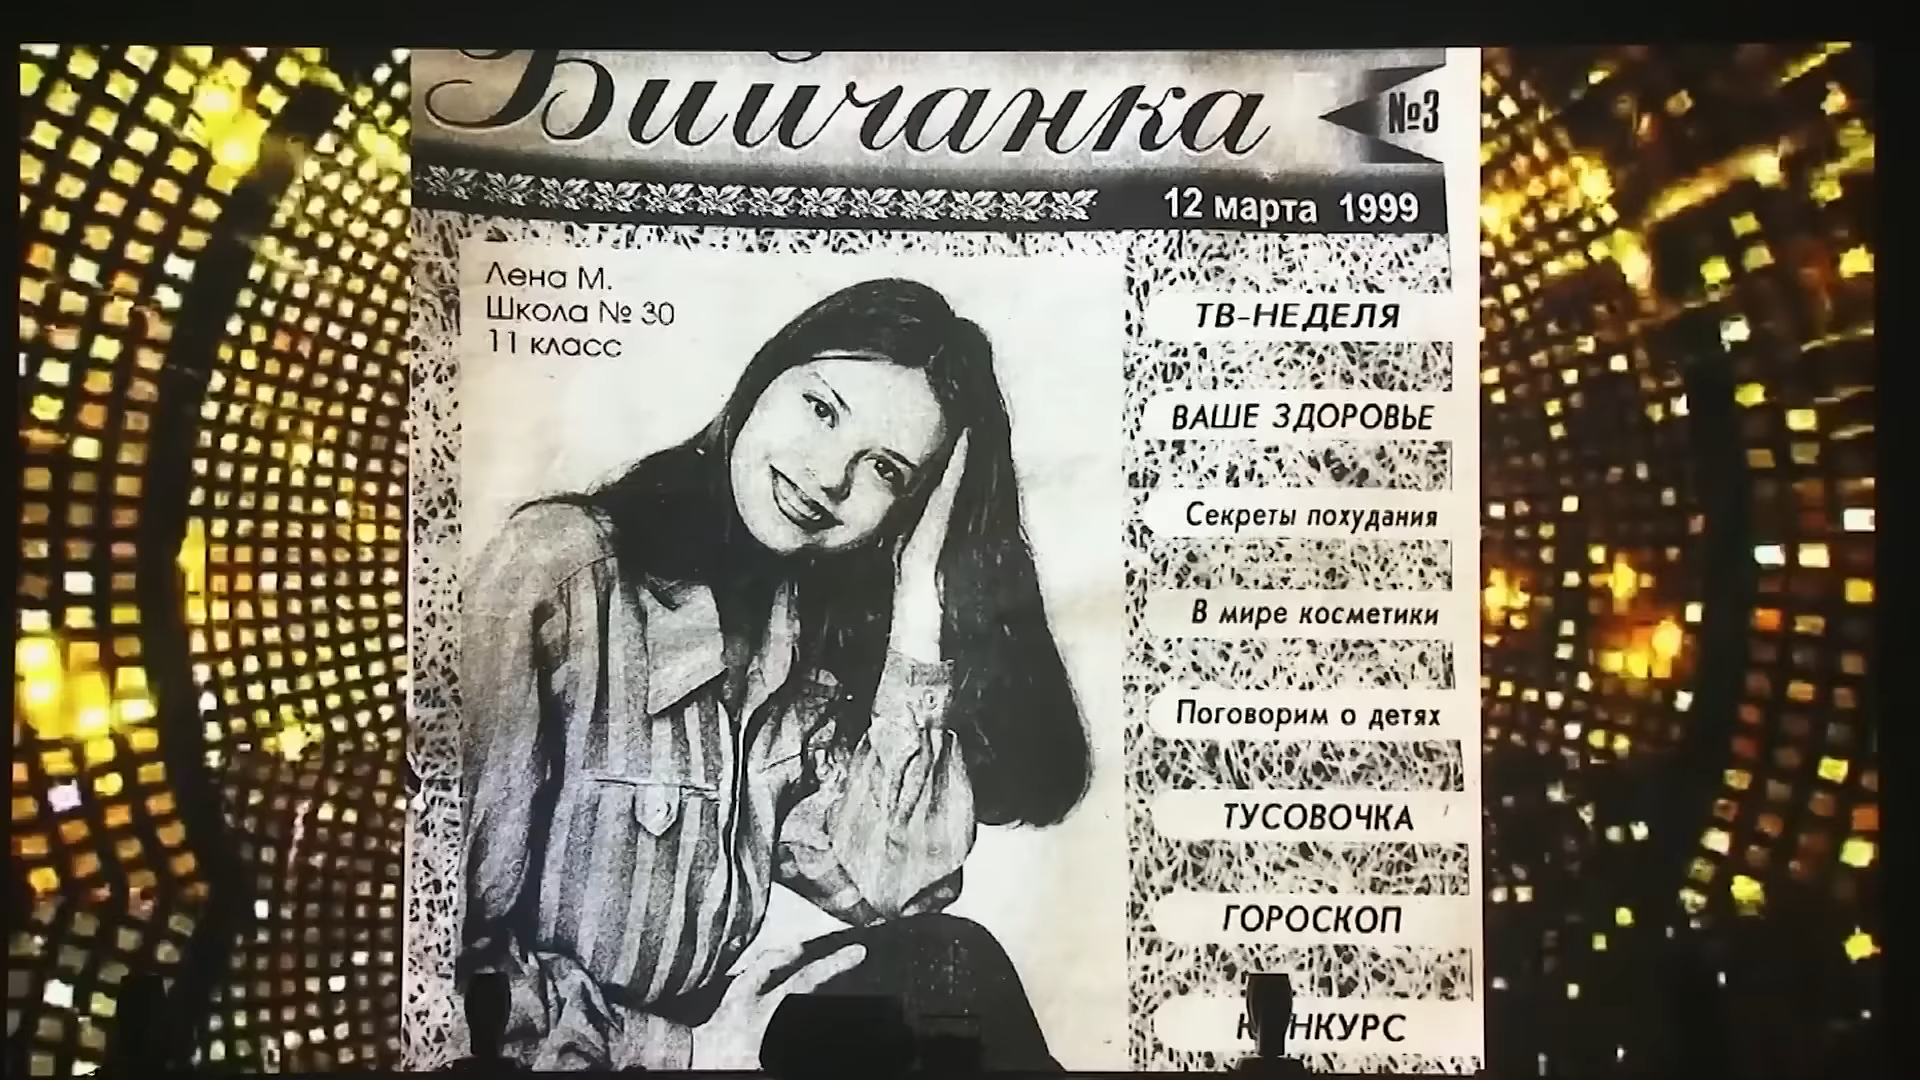 Бийчанка
№3
12 марта 1999
Лена М.
Школа № 30
11 класс
ТВ-НЕДЕЛЯ
ВАШЕ ЗДОРОВЬЕ
Секреты похудания
В мире косметики
Поговорим о детях
ТУСОВОЧКА
ГОРОСКОП
КОНКУРС